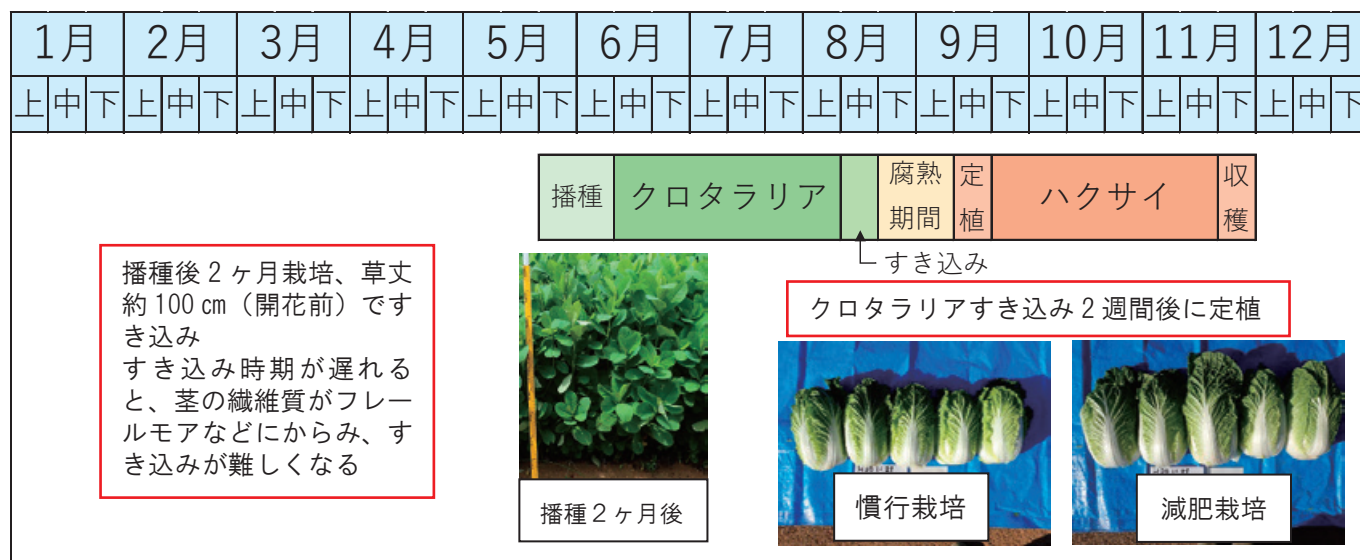 1月 2月 3月 4月 5月 6月 7月 8月 9月 10月 11月 12月
上 中 下 上 中 下 上 中 下 上 中 下 上 中 下 上 中 下 上 中 下 上 中 下 上 中 下 上 中 下 上 中 下 上 中 下
播種
クロタラリア
腐熟
期間
定
植
ハクサイ
収
穫
すき込み
播種後2ヶ月栽培、草丈
約100㎝（開花前）です
き込み
すき込み時期が遅れる
と、茎の繊維質がフレー
ルモアなどにからみ、す
き込みが難しくなる
クロタラリアすき込み2週間後に定植
播種2ヶ月後
慣行栽培
減肥栽培